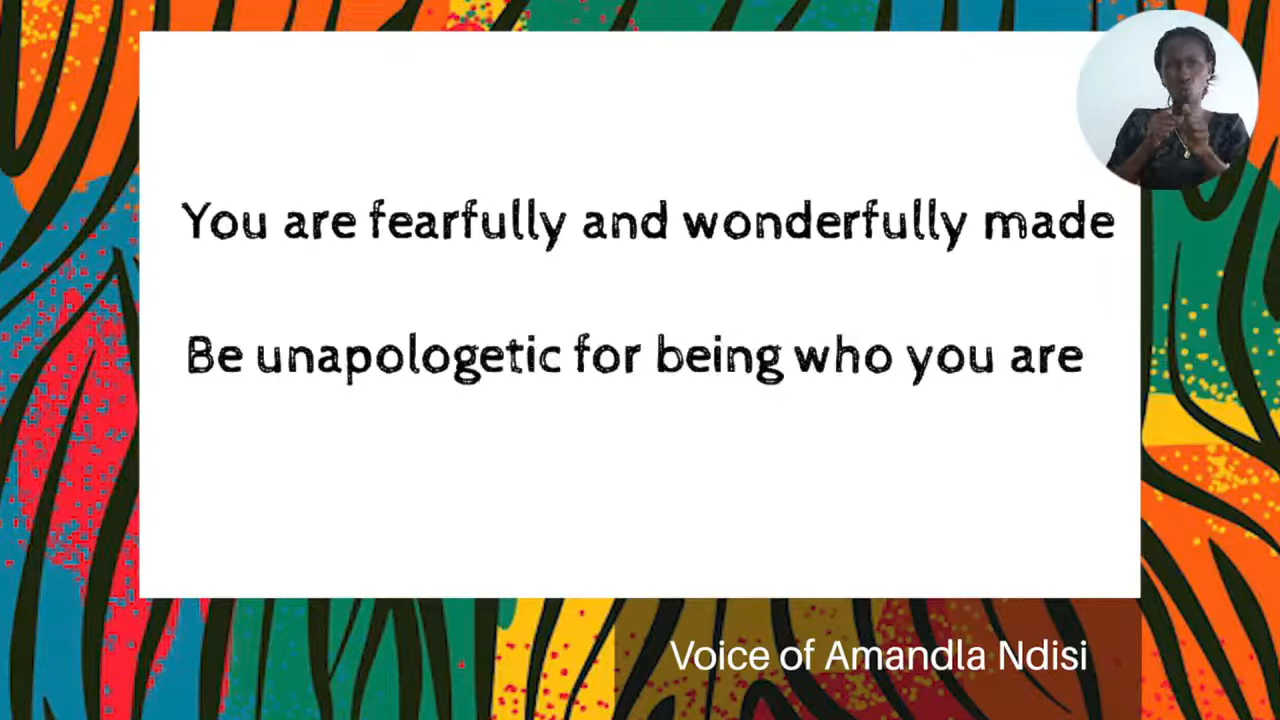 You are fearfully and wonderfully made
Be unapologetic for being who you are
Voice of Amandla Ndisi